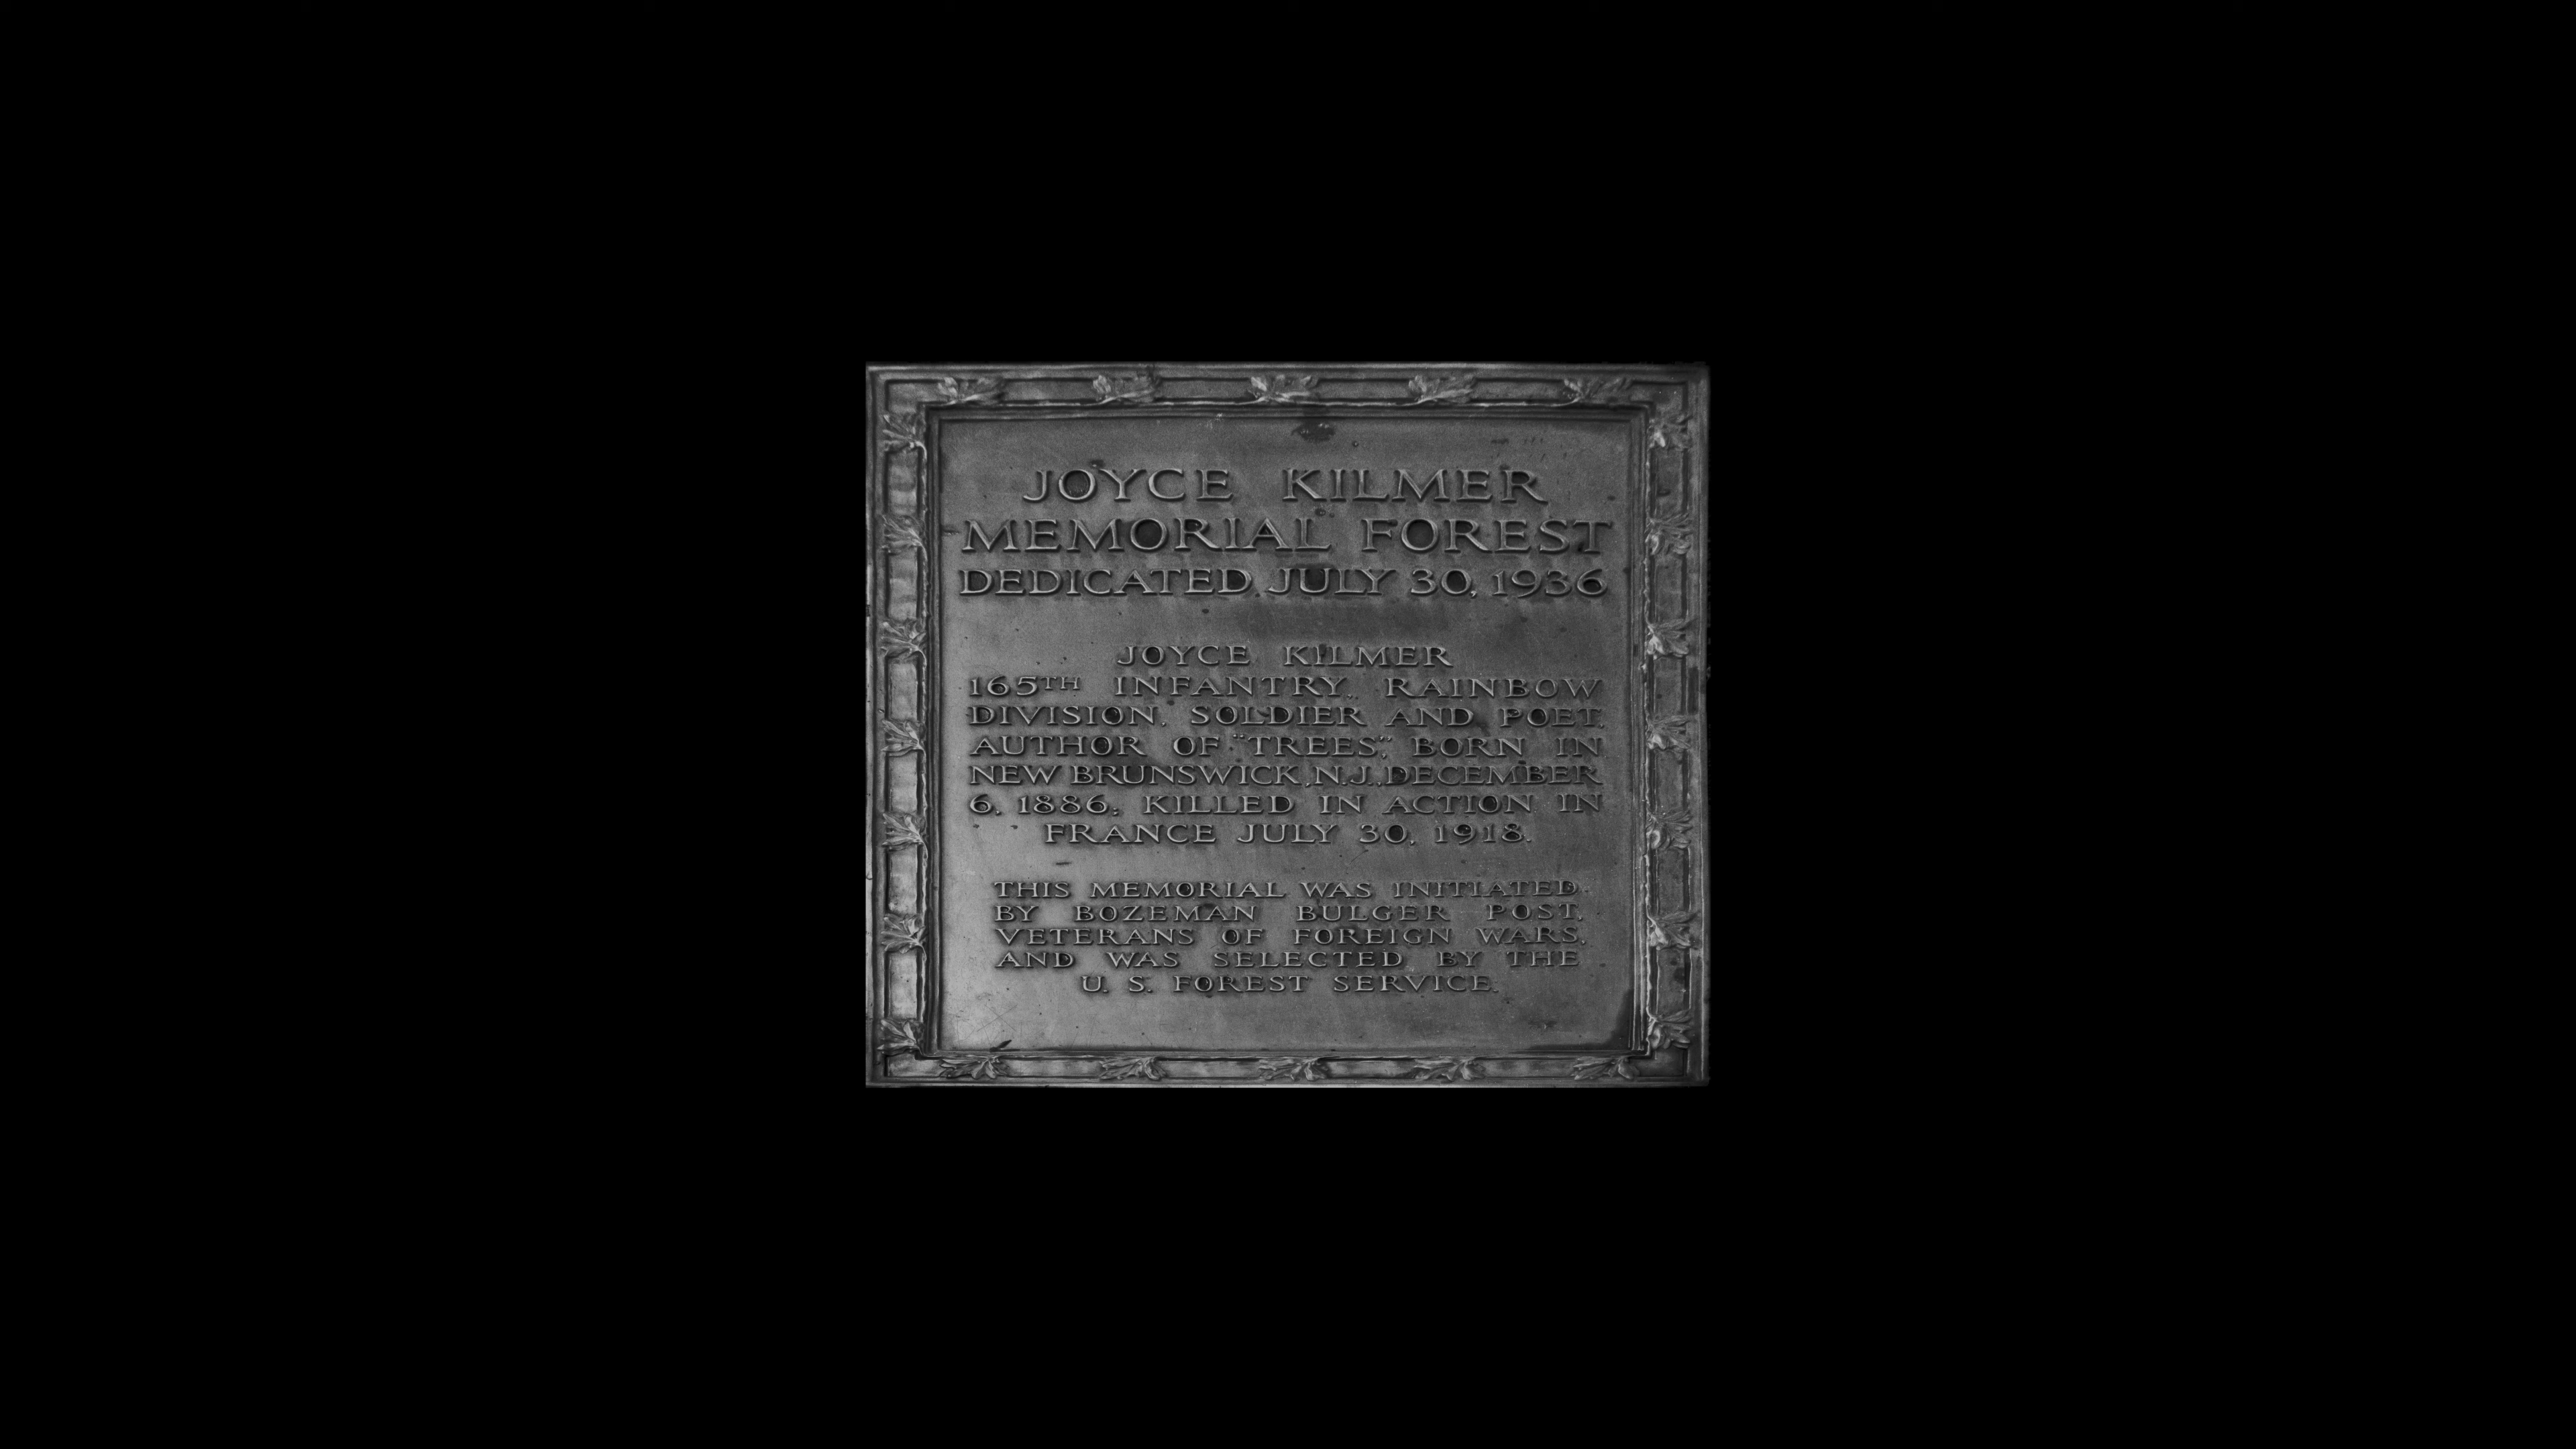 JOYCE KILMER
MEMORIAL FOREST
DEDICATED JULY 30, 1936
JOYCE KILMER
165TH INFANTRY, RAINBOW
DIVISION, SOLDIER AND POET,
AUTHOR OF "TREES", BORN IN
NEW BRUNSWICK, N.J., DECEMBER
6, 1886; KILLED IN ACTION IN
FRANCE JULY 30, 1918.
THIS MEMORIAL WAS INITIATED
BY BOZEMAN BULGER POST,
VETERANS OF FOREIGN WARS,
AND WAS SELECTED BY THE
U. S. FOREST SERVICE.